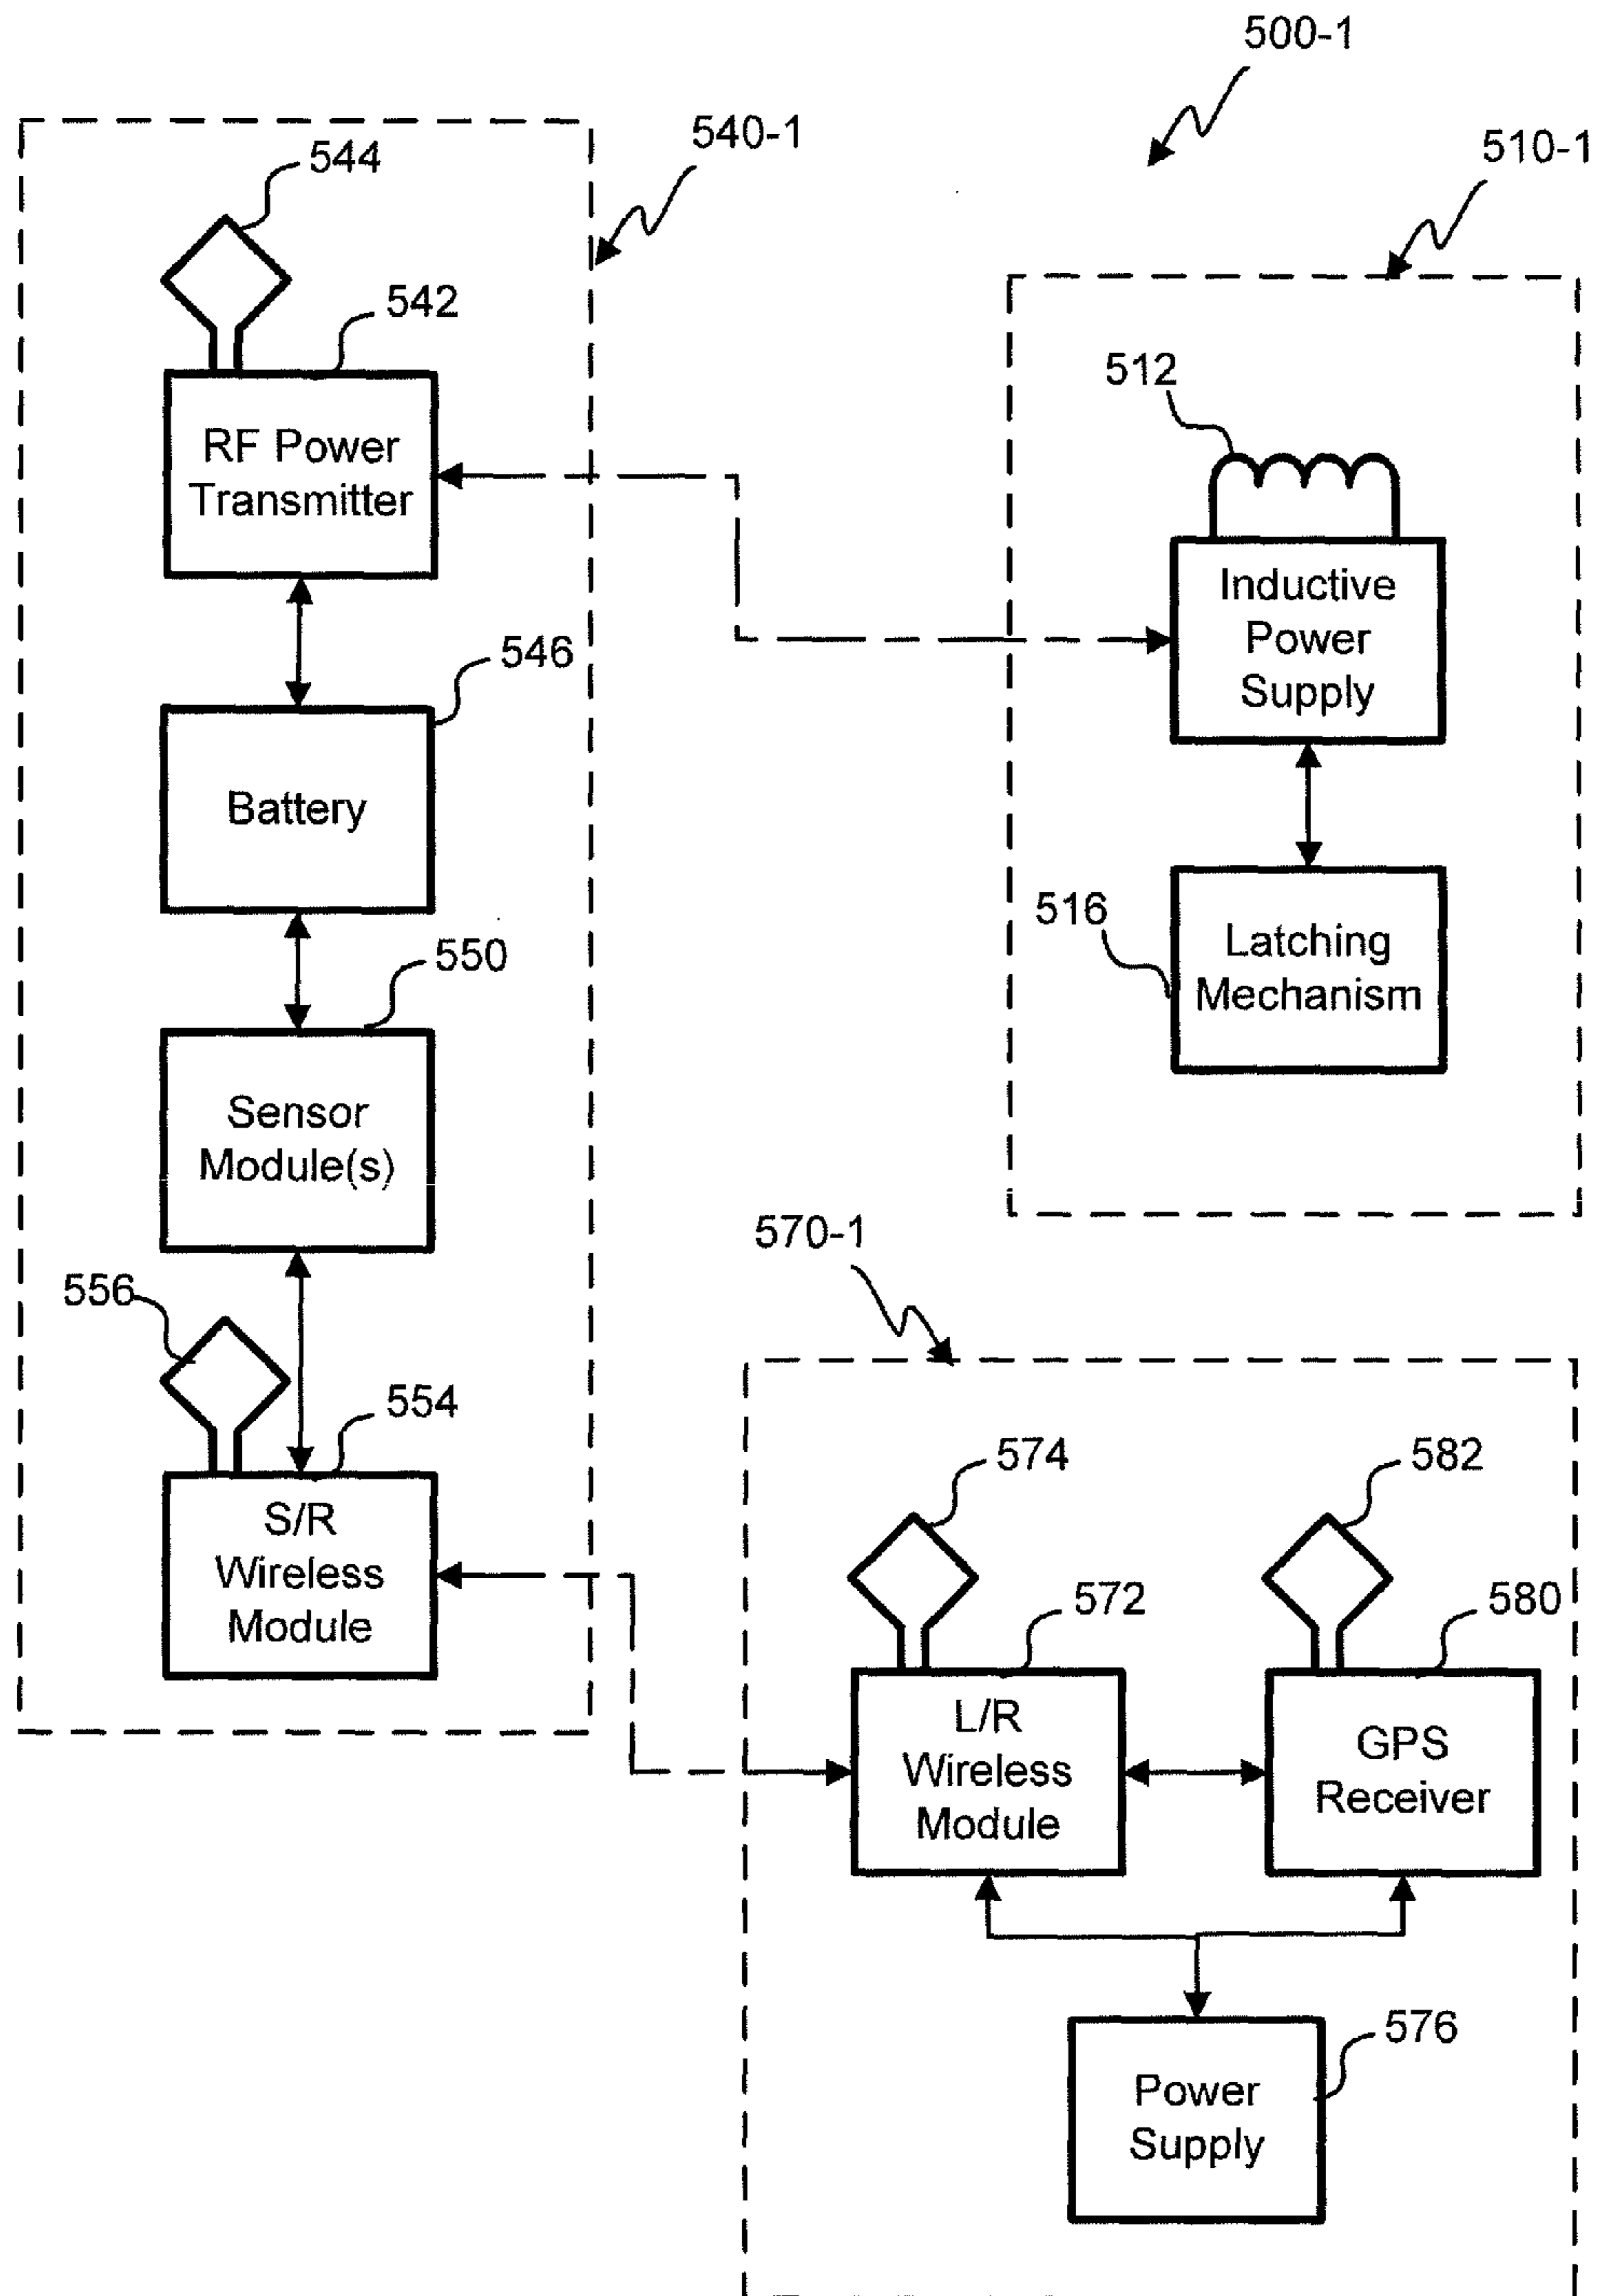 500-1
540-1
510-1
544
542
RF Power
Transmitter
512
Inductive
Power
Supply
546
Battery
516
Latching
Mechanism
550
Sensor
Module(s)
570-1
556
554
S/R
Wireless
Module
574
582
572
580
L/R
Wireless
Module
GPS
Receiver
576
Power
Supply